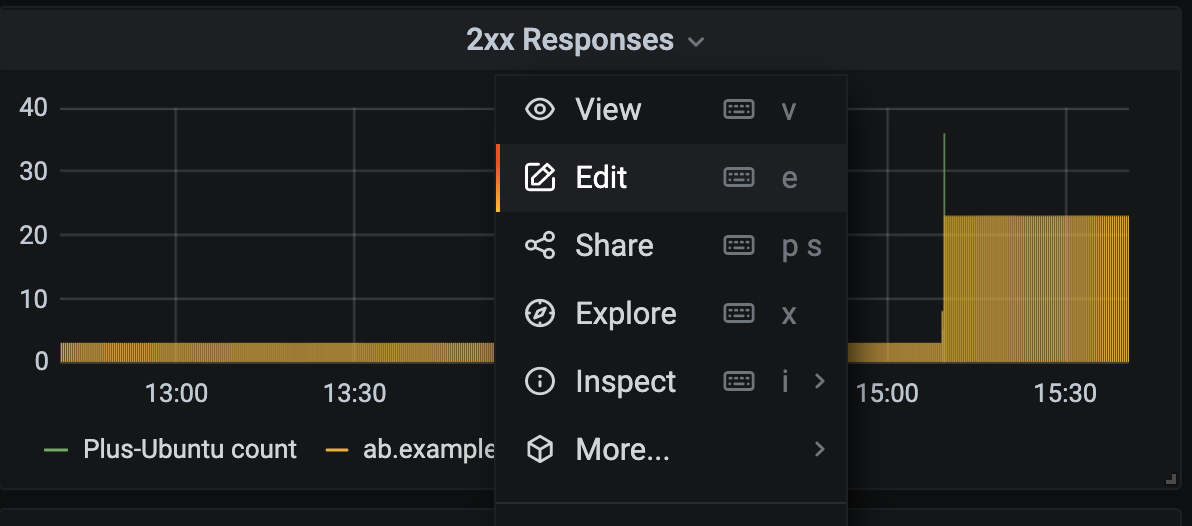 2xx Responses
40
30
20
10
0
13:00
13:30
15:00
15:30
Plus-Ubuntu count
ab.example
View v
Edit e
Share p s
Explore x
Inspect i
More...